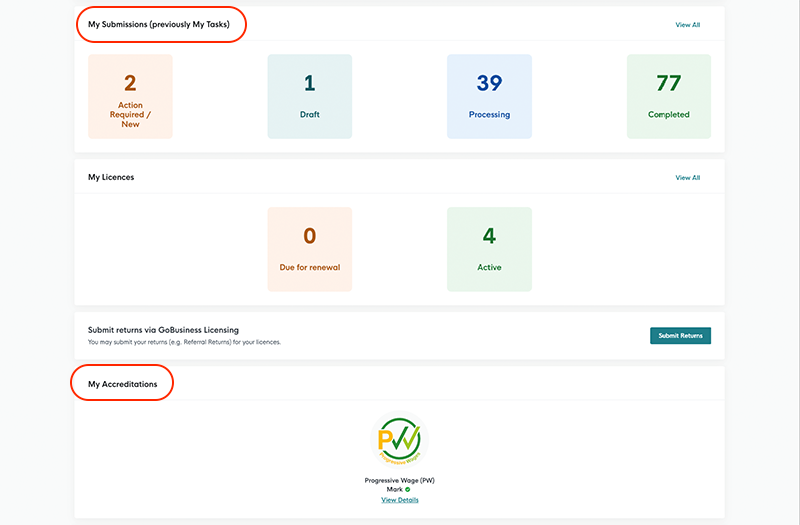 My Submissions (previously My Tasks)
View All
2
Action
Required /
New
1
Draft
39
Processing
77
Completed
My Licences
View All
0
Due for renewal
4
Active
Submit returns via GoBusiness Licensing
You may submit your returns (e.g. Referral Returns) for your licences.
Submit Returns
My Accreditations
PW
Progressive Wages
Progressive Wage (PW)
Mark
View Details